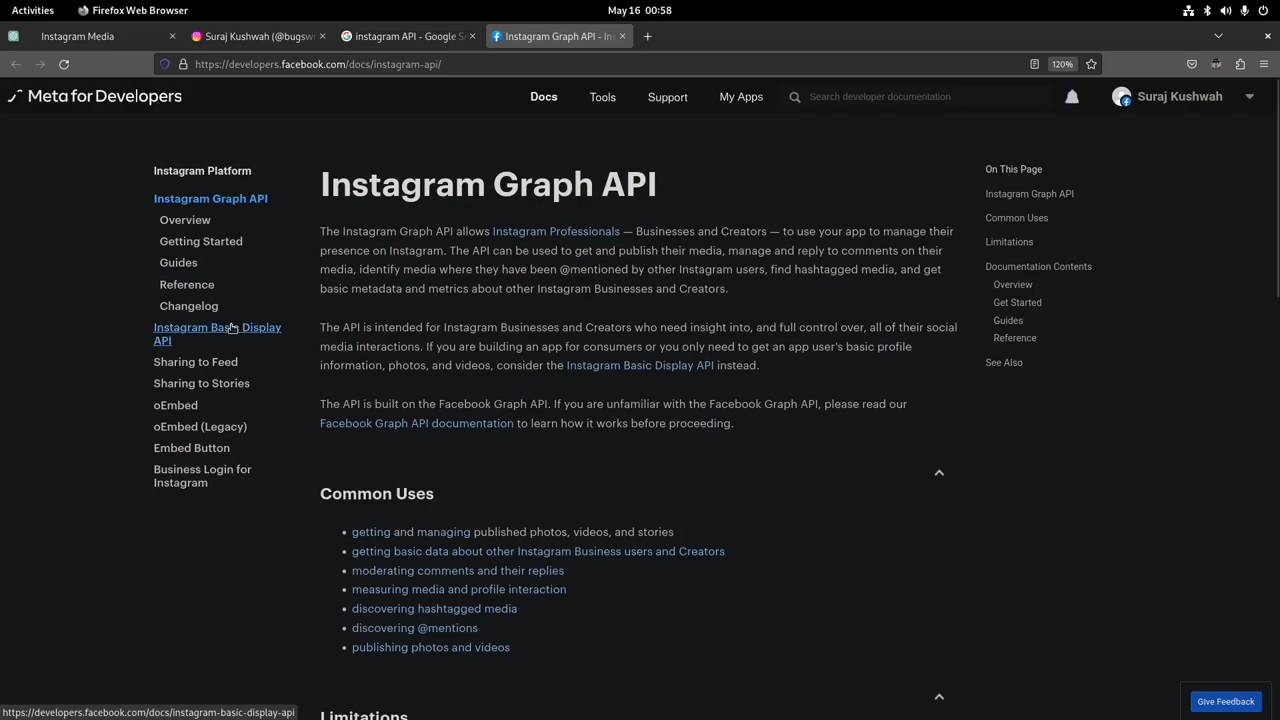 Activities
Firefox Web Browser
May 16 00:58
Instagram Media
Suraj Kushwah (@bugswr
instagram API - Google Se
Instagram Graph API - Ins
https://developers.facebook.com/docs/instagram-api/
120%
Meta for Developers
Docs
Tools
Support
My Apps
Search developer documentation
Suraj Kushwah
Instagram Platform
Instagram Graph API
Overview
Getting Started
Guides
Reference
Changelog
Instagram Basic Display
API
Sharing to Feed
Sharing to Stories
oEmbed
oEmbed (Legacy)
Embed Button
Business Login for
Instagram
Instagram Graph API
The Instagram Graph API allows Instagram Professionals — Businesses and Creators — to use your app to manage their
presence on Instagram. The API can be used to get and publish their media, manage and reply to comments on their
media, identify media where they have been @mentioned by other Instagram users, find hashtagged media, and get
basic metadata and metrics about other Instagram Businesses and Creators.
The API is intended for Instagram Businesses and Creators who need insight into, and full control over, all of their social
media interactions. If you are building an app for consumers or you only need to get an app user's basic profile
information, photos, and videos, consider the Instagram Basic Display API instead.
The API is built on the Facebook Graph API. If you are unfamiliar with the Facebook Graph API, please read our
Facebook Graph API documentation to learn how it works before proceeding.
Common Uses
• getting and managing published photos, videos, and stories
• getting basic data about other Instagram Business users and Creators
• moderating comments and their replies
• measuring media and profile interaction
• discovering hashtagged media
• discovering @mentions
• publishing photos and videos
Limitations
On This Page
Instagram Graph API
Common Uses
Limitations
Documentation Contents
Overview
Get Started
Guides
Reference
See Also
Give Feedback
https://developers.facebook.com/docs/instagram-basic-display-api